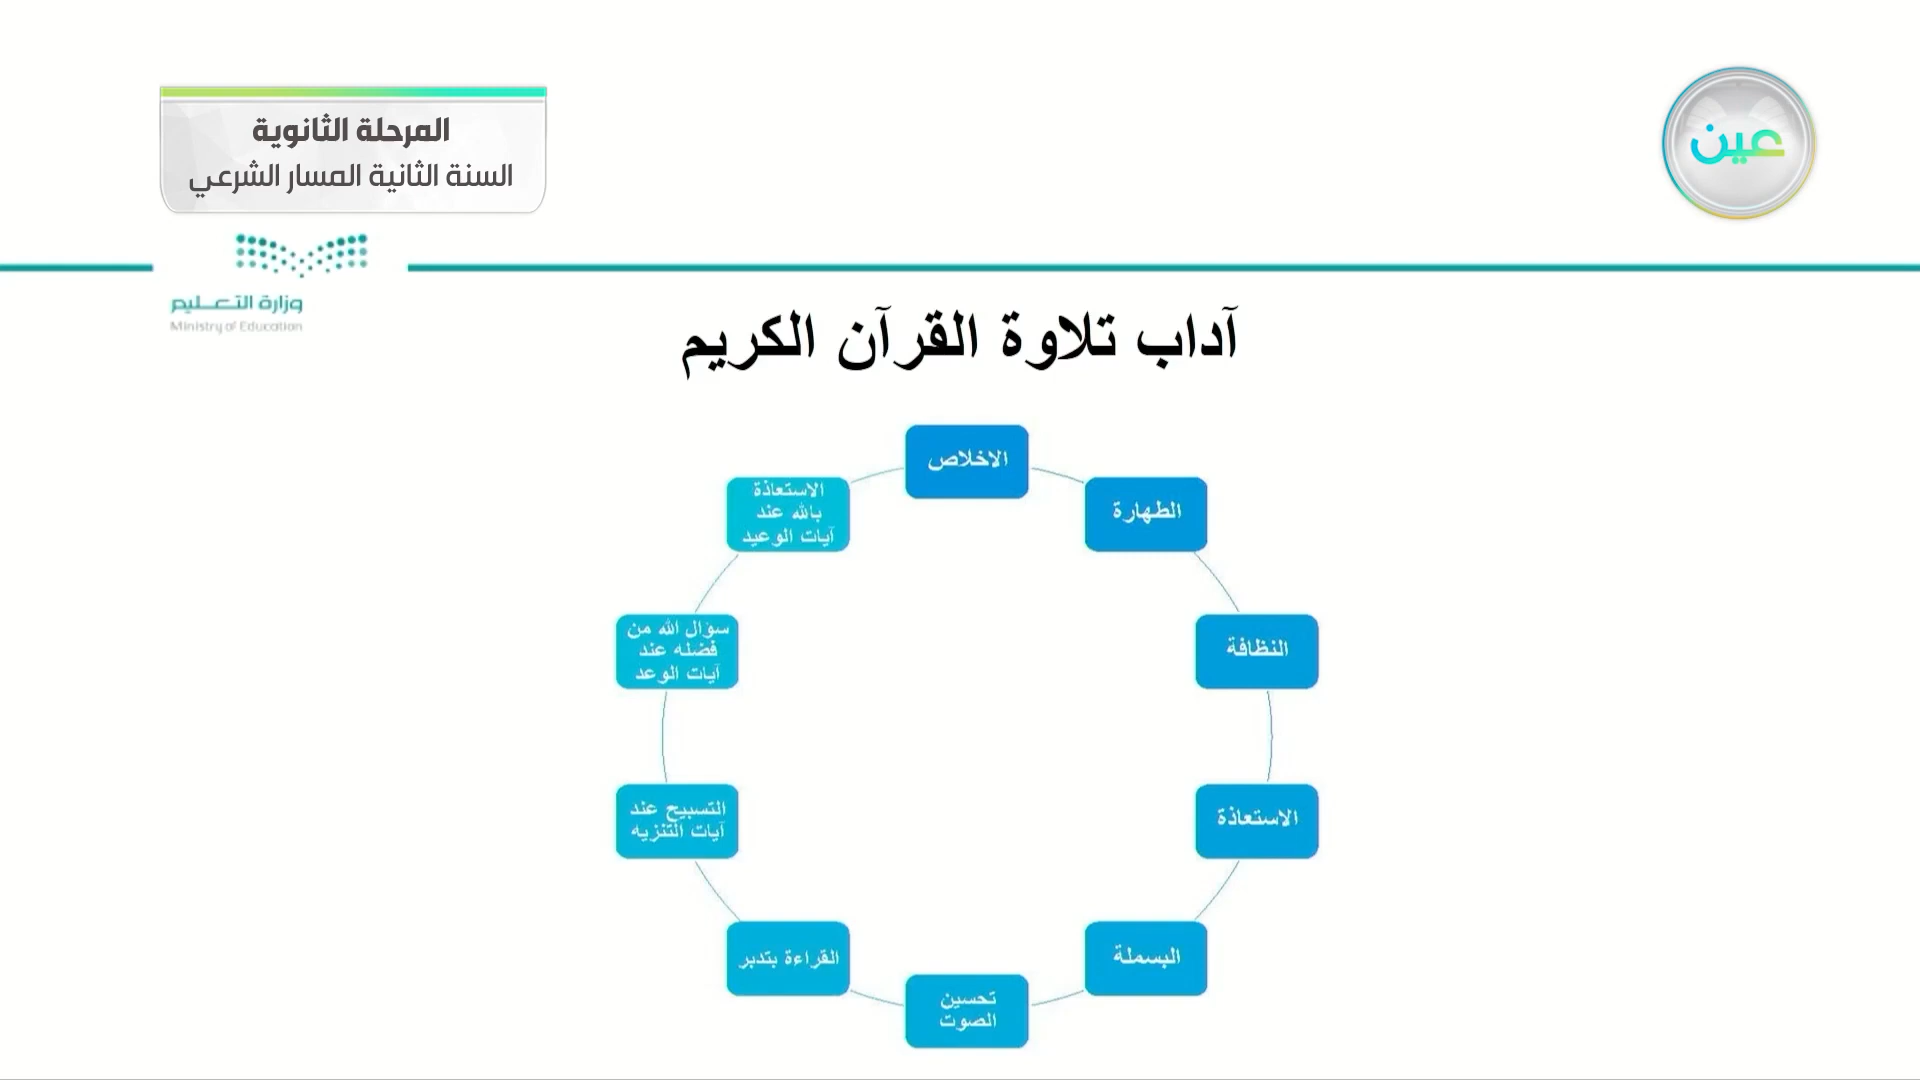 المرحلة الثانوية
السنة الثانية المسار الشرعي
عين
وزارة التعليم
Ministry of Education
آداب تلاوة القرآن الكريم
الاخلاص
الطهارة
النظافة
الاستعاذة
البسملة
تحسين
الصوت
القراءة بتدبر
التسبيح عند
آيات التنزيه
سؤال الله من
فضله عند
آيات الوعد
الاستعاذة
بالله عند
آيات الوعيد